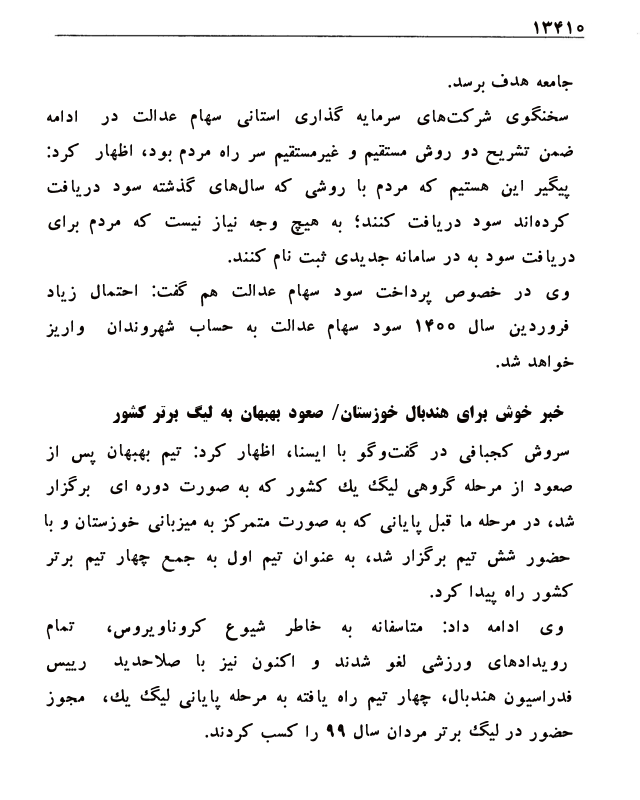 ۱۳۴۱۰
جامعه هدف برسد.
سخنگوی شرکت‌های سرمایه گذاری استانی سهام عدالت در ادامه
ضمن تشریح دو روش مستقیم و غیرمستقیم سر راه مردم بود، اظهار کرد:
پیگیر این هستیم که مردم با روشی که سال‌های گذشته سود دریافت
کرده‌اند سود دریافت کنند؛ به هیچ وجه نیاز نیست که مردم برای
دریافت سود به در سامانه جدیدی ثبت نام کنند.
وی در خصوص پرداخت سود سهام عدالت هم گفت: احتمال زیاد
فروردین سال ۱۴۰۰ سود سهام عدالت به حساب شهروندان واریز
خواهد شد.
خبر خوش برای هندبال خوزستان/ صعود بهبهان به لیگ برتر کشور
سروش کجبافی در گفت‌وگو با ایسنا، اظهار کرد: تیم بهبهان پس از
صعود از مرحله گروهی لیگ یك کشور که به صورت دوره ای برگزار
شد، در مرحله ما قبل پایانی که به صورت متمرکز به میزبانی خوزستان و با
حضور شش تیم برگزار شد، به عنوان تیم اول به جمع چهار تیم برتر
کشور راه پیدا کرد.
وی ادامه داد: متاسفانه به خاطر شیوع کروناویروس، تمام
رویدادهای ورزشی لغو شدند و اکنون نیز با صلاحدید رییس
فدراسیون هندبال، چهار تیم راه یافته به مرحله پایانی لیگ یك، مجوز
حضور در لیگ برتر مردان سال ۹۹ را کسب کردند.